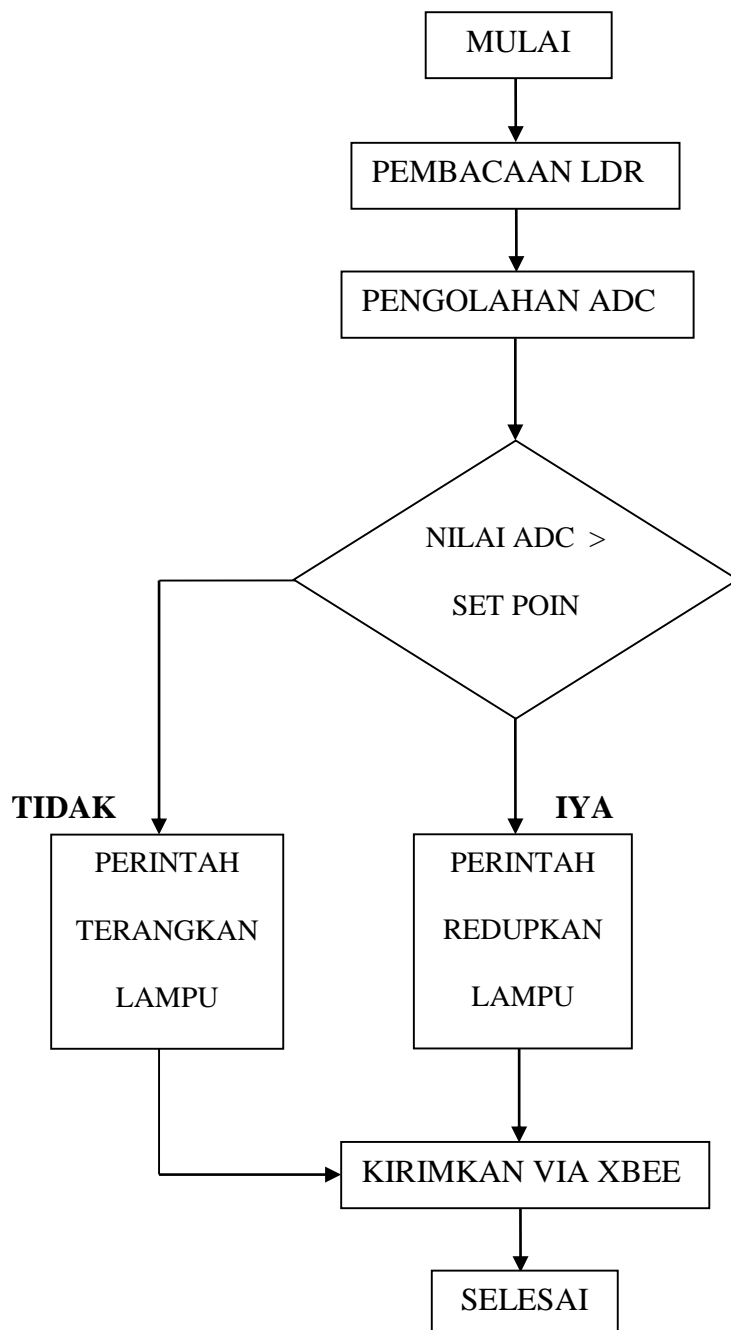 MULAI
PEMBACAAN LDR
PENGOLAHAN ADC
NILAI ADC >
SET POIN
TIDAK
IYA
PERINTAH
TERANGKAN
LAMPU
PERINTAH
REDUPKAN
LAMPU
KIRIMKAN VIA XBEE
SELESAI